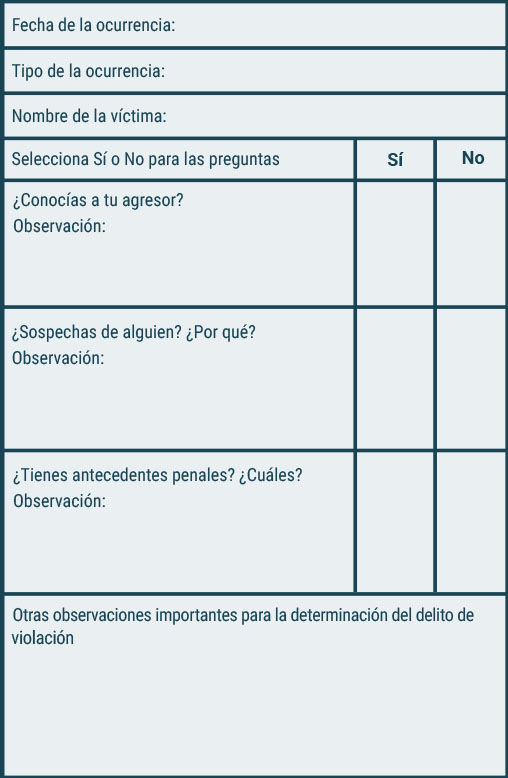 Fecha de la ocurrencia:
Tipo de la ocurrencia:
Nombre de la víctima:
Selecciona Sí o No para las preguntas
Sí
No
¿Conocías a tu agresor?
Observación:
¿Sospechas de alguien? ¿Por qué?
Observación:
¿Tienes antecedentes penales? ¿Cuáles?
Observación:
Otras observaciones importantes para la determinación del delito de
violación